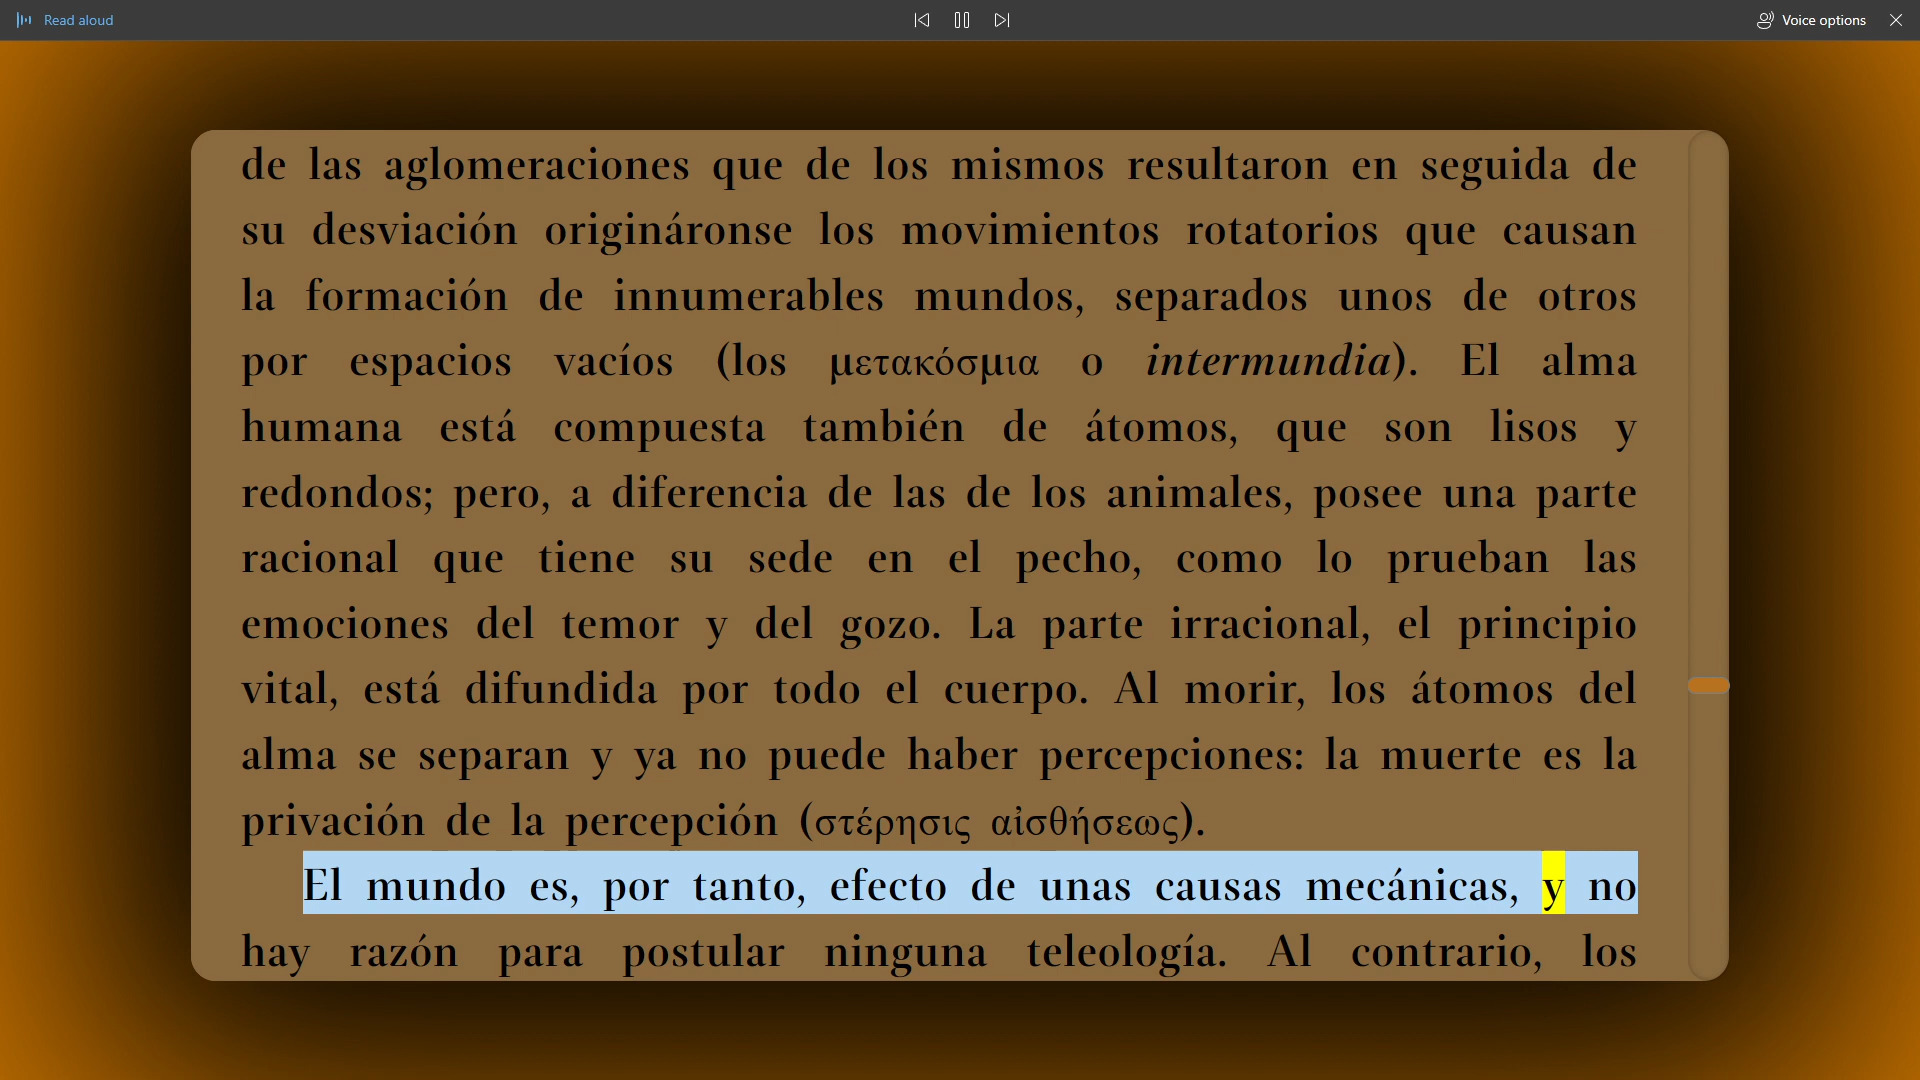 Read aloud
Voice options
de las aglomeraciones que de los mismos resultaron en seguida de
su desviación origináronse los movimientos rotatorios que causan
la formación de innumerables mundos, separados unos de otros
por espacios vacíos (los μετακόσμια o intermundia). El alma
humana está compuesta también de átomos, que son lisos y
redondos; pero, a diferencia de las de los animales, posee una parte
racional que tiene su sede en el pecho, como lo prueban las
emociones del temor y del gozo. La parte irracional, el principio
vital, está difundida por todo el cuerpo. Al morir, los átomos del
alma se separan y ya no puede haber percepciones: la muerte es la
privación de la percepción (στέρησις αἰσθήσεως).
El mundo es, por tanto, efecto de unas causas mecánicas, y no
hay razón para postular ninguna teleología. Al contrario, los